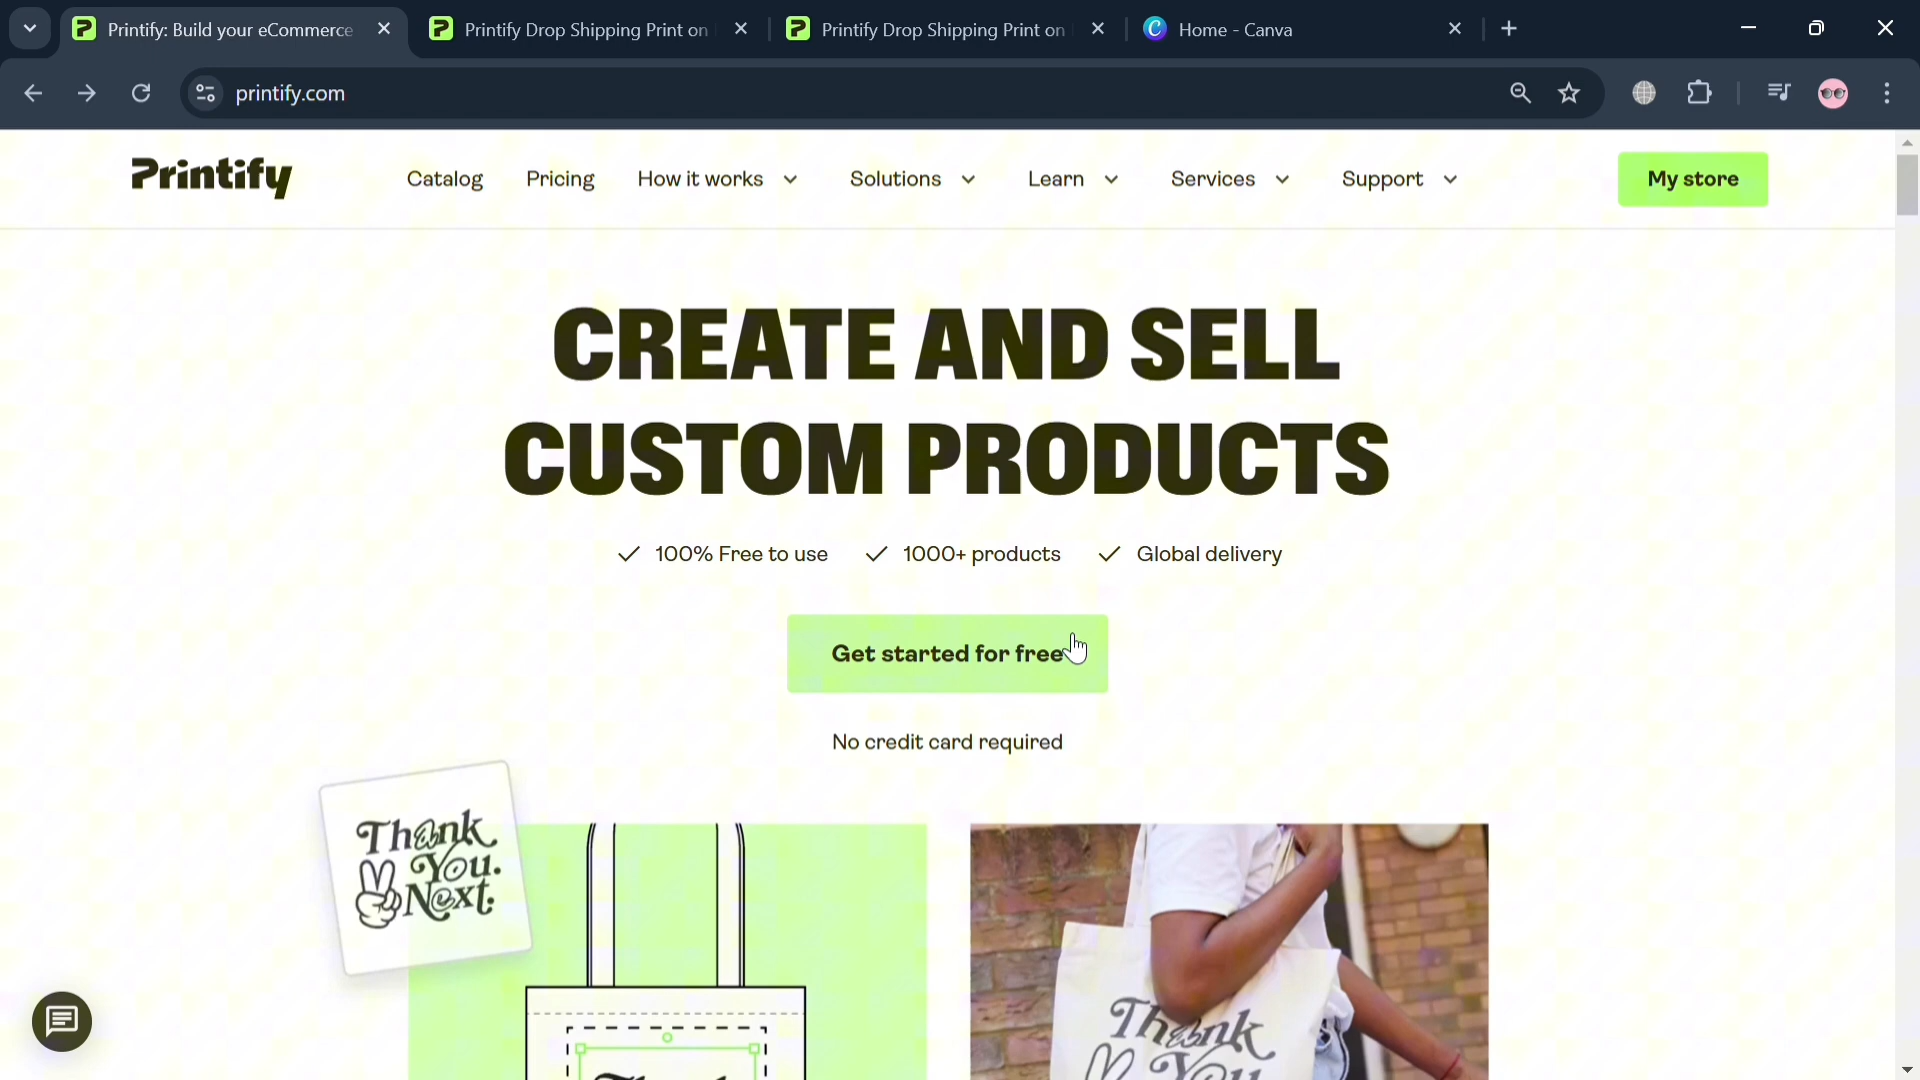 Printify: Build your eCommerce
Printify Drop Shipping Print on
Printify Drop Shipping Print on
Home - Canva
printify.com
Printify
Catalog
Pricing
How it works
Solutions
Learn
Services
Support
My store
CREATE AND SELL
CUSTOM PRODUCTS
100% Free to use
1000+ products
Global delivery
Get started for free
No credit card required
Thank
You.
Next.
Thank
You